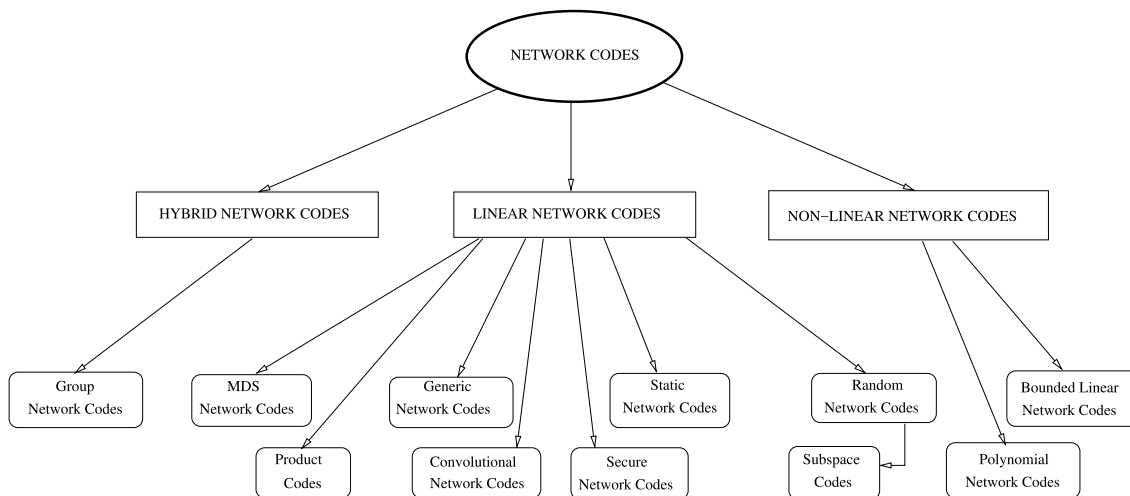 NETWORK CODES
HYBRID NETWORK CODES
LINEAR NETWORK CODES
NON−LINEAR NETWORK CODES
Group
Network Codes
MDS
Network Codes
Generic
Network Codes
Static
Network Codes
Random
Network Codes
Bounded Linear
Network Codes
Product
Codes
Convolutional
Network Codes
Secure
Network Codes
Subspace
Codes
Polynomial
Network Codes